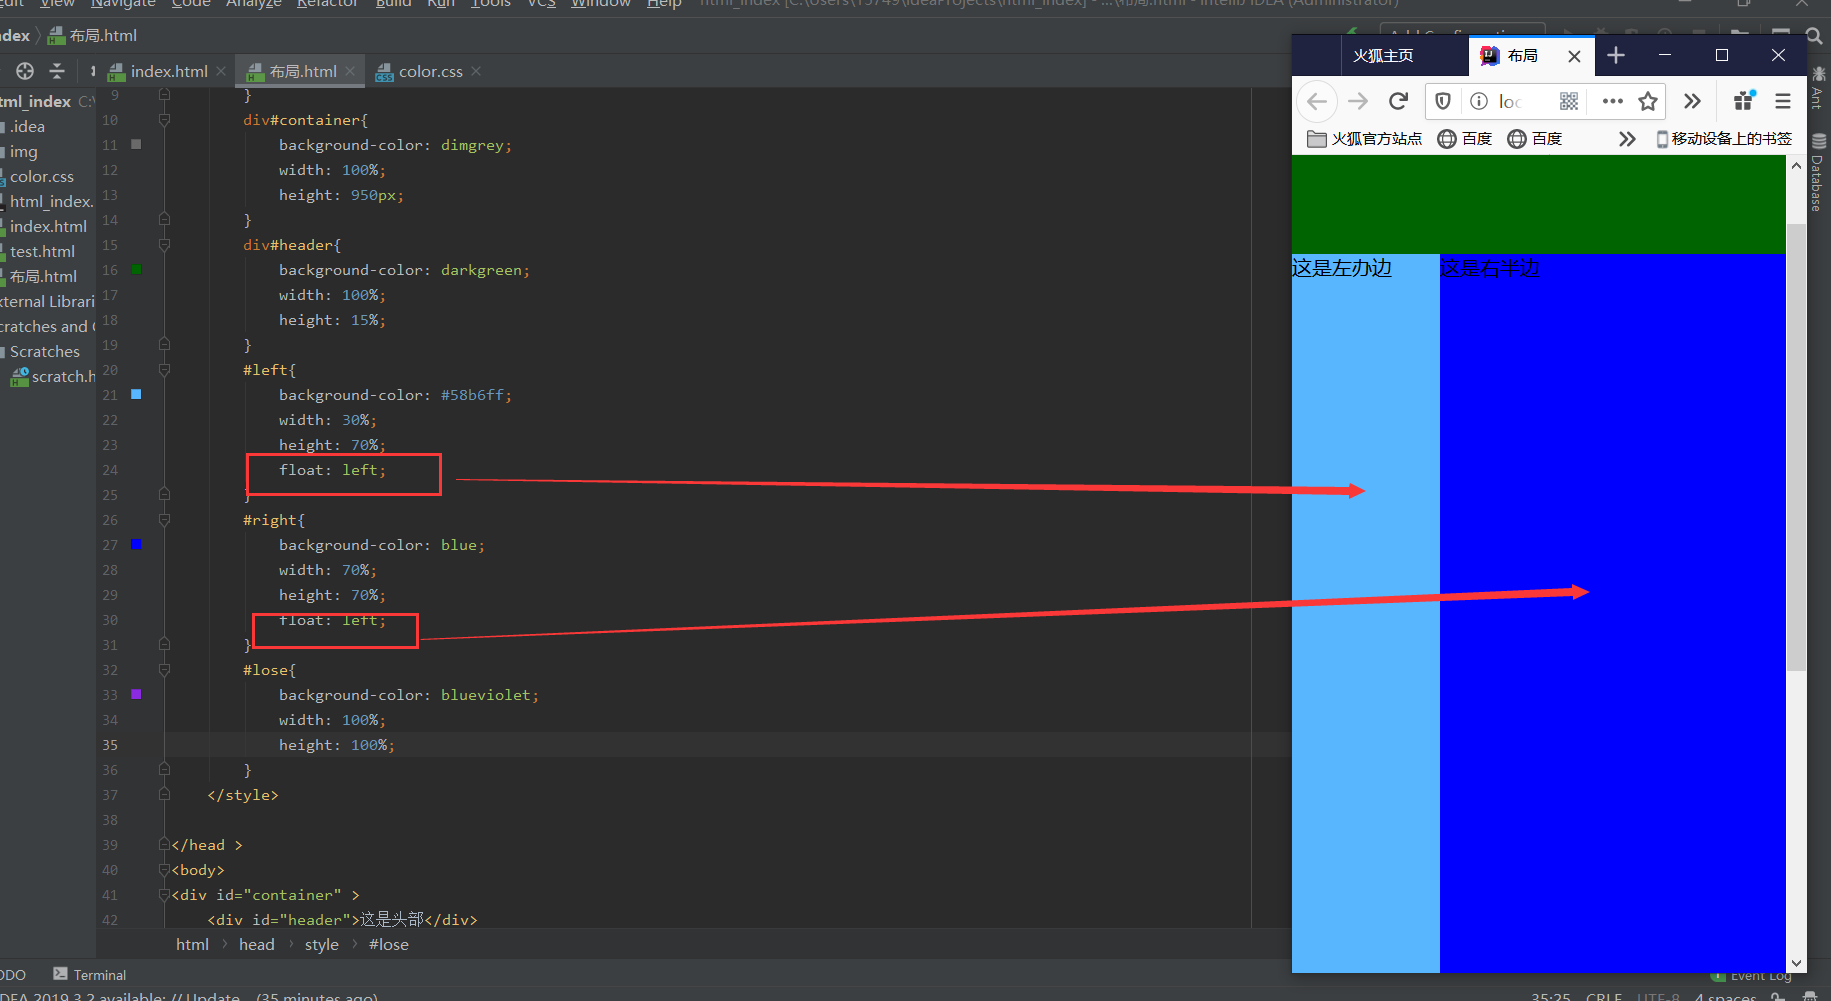 Edit View Navigate Code Analyze Refactor Build Run Tools VCS Window Help html_index [C:\Users\15749\IdeaProjects\html_index] - ...\布局.html - IntelliJ IDEA (Administrator)
dex 布局.html
index.html
布局.html
color.css
tml_index C:\
.idea
img
color.css
html_index.
index.html
test.html
布局.html
xternal Librari
cratches and C
Scratches
scratch.h
9 }
10 div#container{
11 background-color: dimgrey;
12 width: 100%;
13 height: 950px;
14 }
15 div#header{
16 background-color: darkgreen;
17 width: 100%;
18 height: 15%;
19 }
20 #left{
21 background-color: #58b6ff;
22 width: 30%;
23 height: 70%;
24 float: left;
25 }
26 #right{
27 background-color: blue;
28 width: 70%;
29 height: 70%;
30 float: left;
31 }
32 #lose{
33 background-color: blueviolet;
34 width: 100%;
35 height: 100%;
36 }
37 </style>
38
39 </head >
40 <body>
41 <div id="container" >
42 <div id="header">这是头部</div>
html head style #lose
ODO Terminal
Event Log
IDEA 2019.3.2 available: // Update... (35 minutes ago)
35:25 CRLF UTF-8 4 spaces
火狐主页
布局
loc
火狐官方站点 百度 百度 移动设备上的书签
这是左办边 这是右半边
Ant
Database